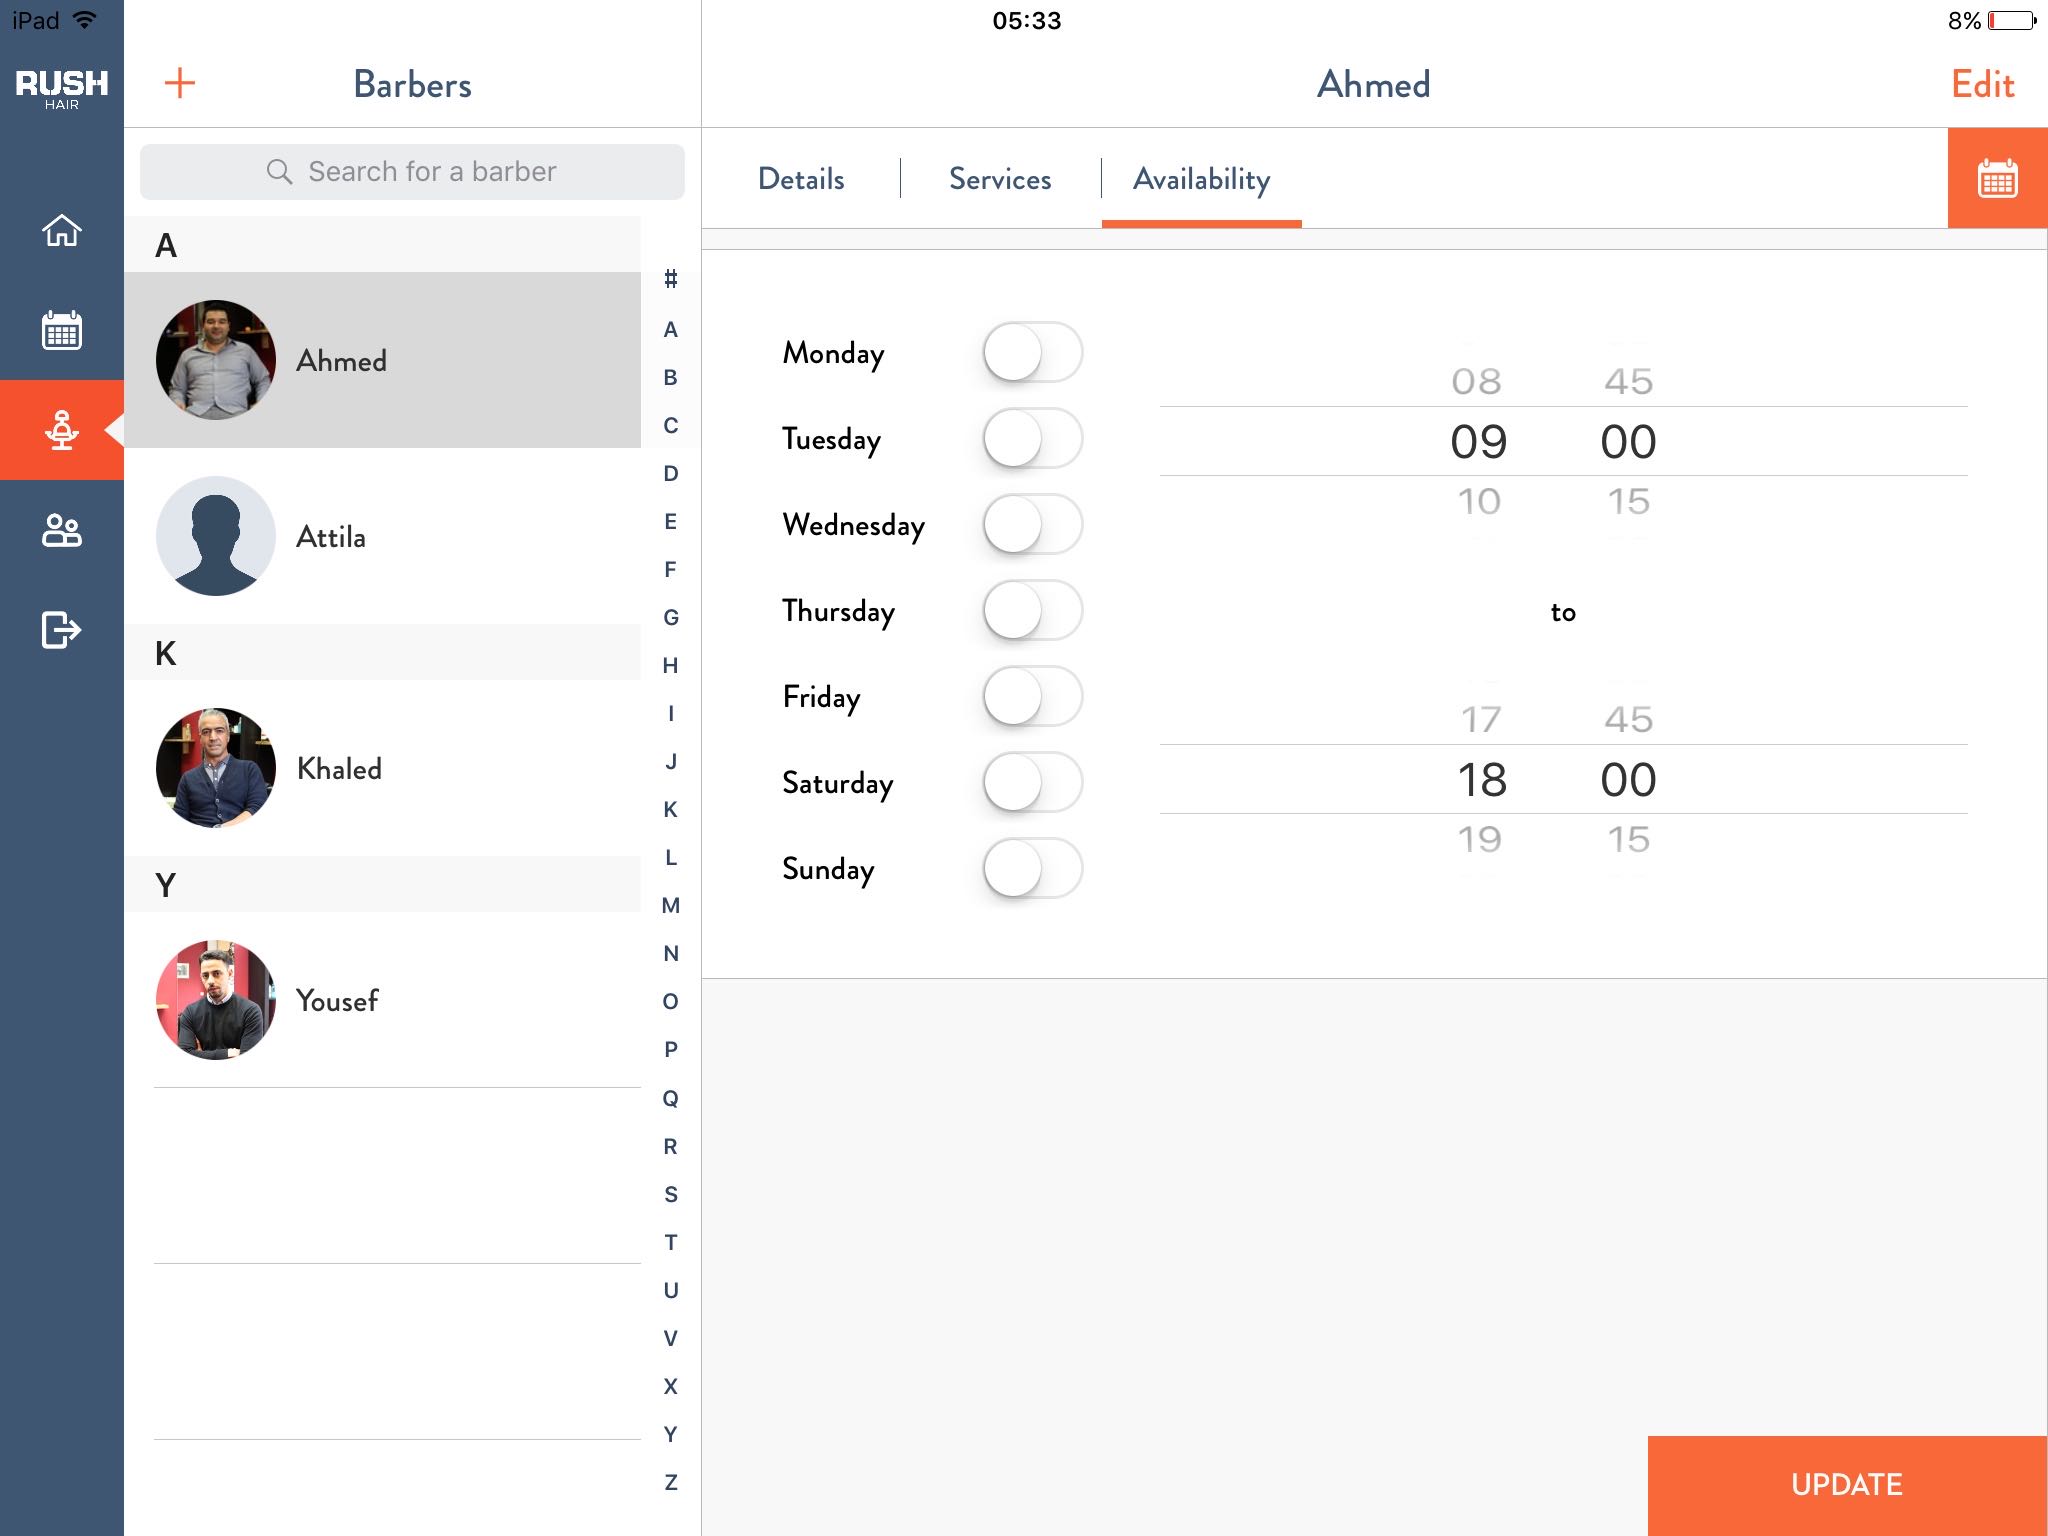 iPad
05:33
8%
RUSH
HAIR
+
Barbers
Ahmed
Edit
Search for a barber
Details
Services
Availability
A
Ahmed
Attila
K
Khaled
Y
Yousef
#
A
B
C
D
E
F
G
H
I
J
K
L
M
N
O
P
Q
R
S
T
U
V
X
Y
Z
Monday
Tuesday
Wednesday
Thursday
Friday
Saturday
Sunday
08 45
09 00
10 15
to
17 45
18 00
19 15
UPDATE